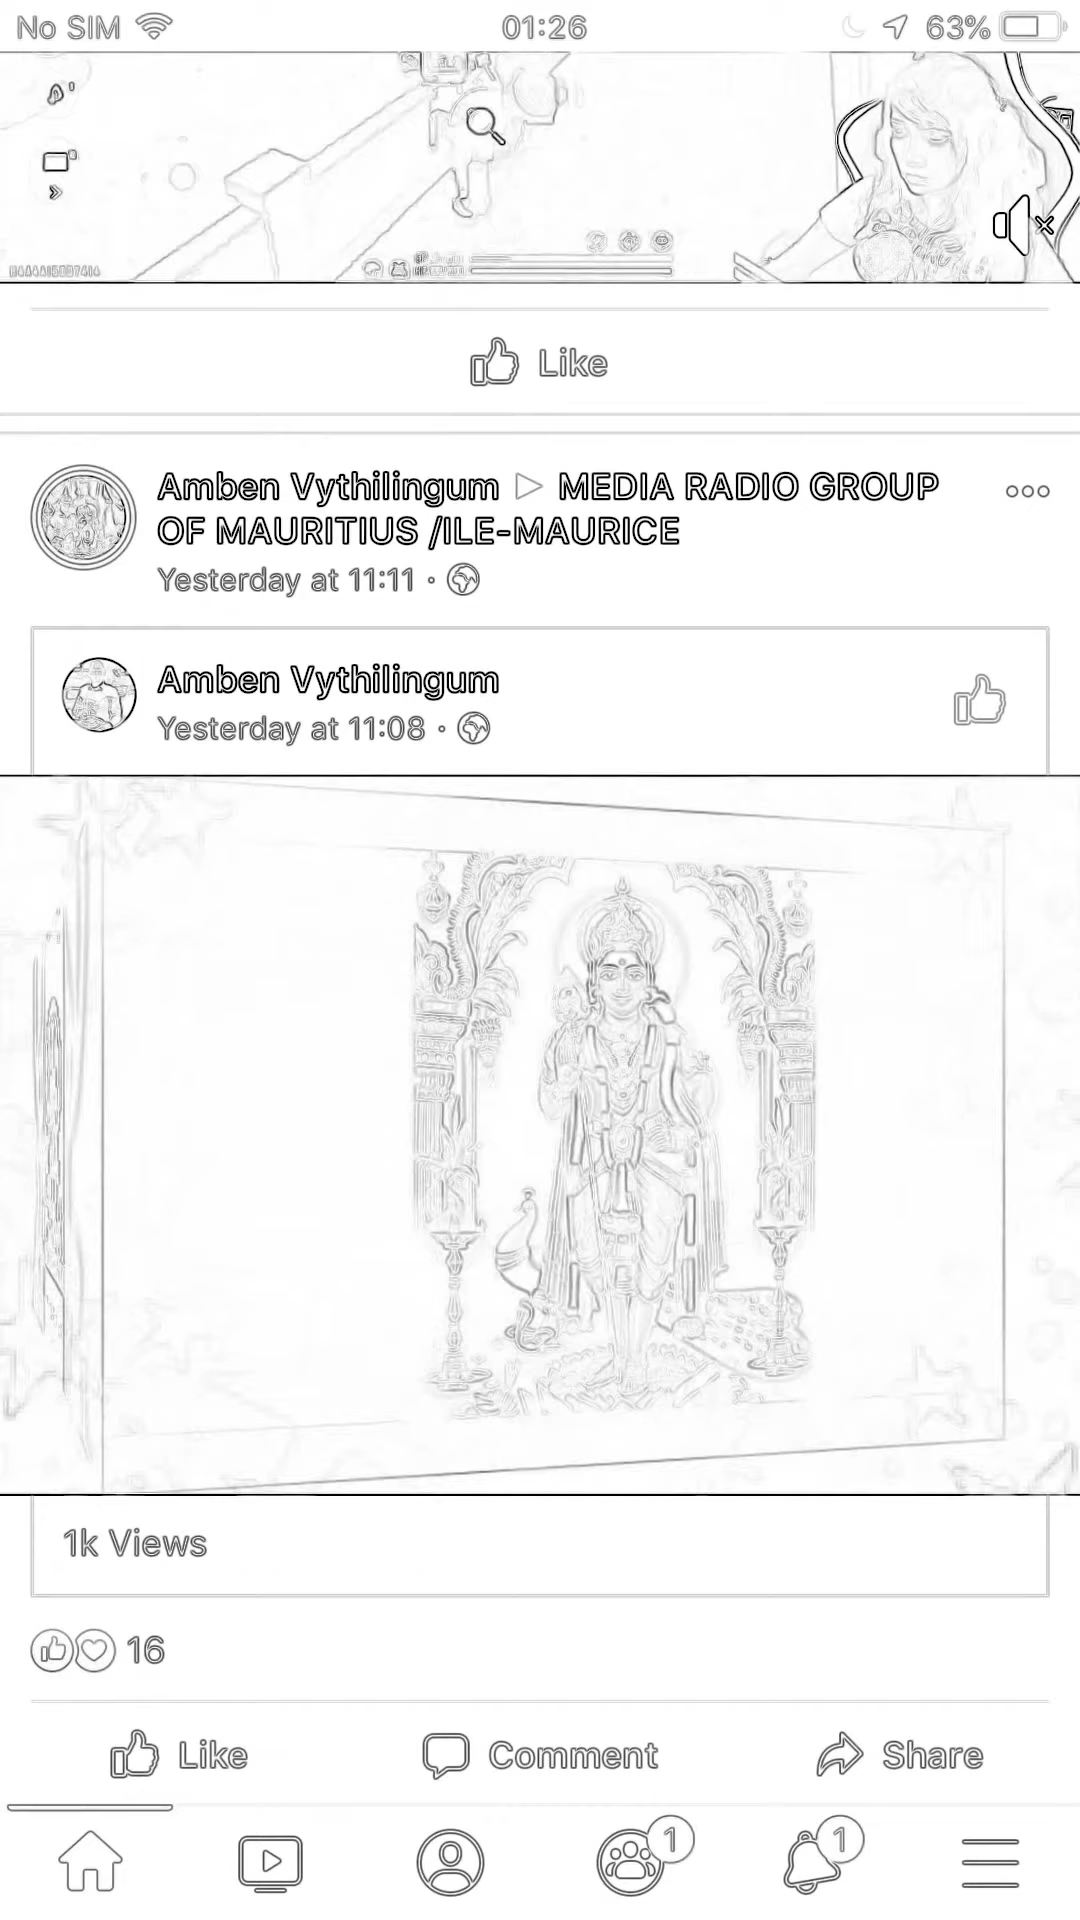 No SIM 01:26 63%
Like
Amben Vythilingum ▷ MEDIA RADIO GROUP
OF MAURITIUS /ILE-MAURICE
Yesterday at 11:11 ·
Amben Vythilingum
Yesterday at 11:08 ·
1k Views
16
Like Comment Share
1 1